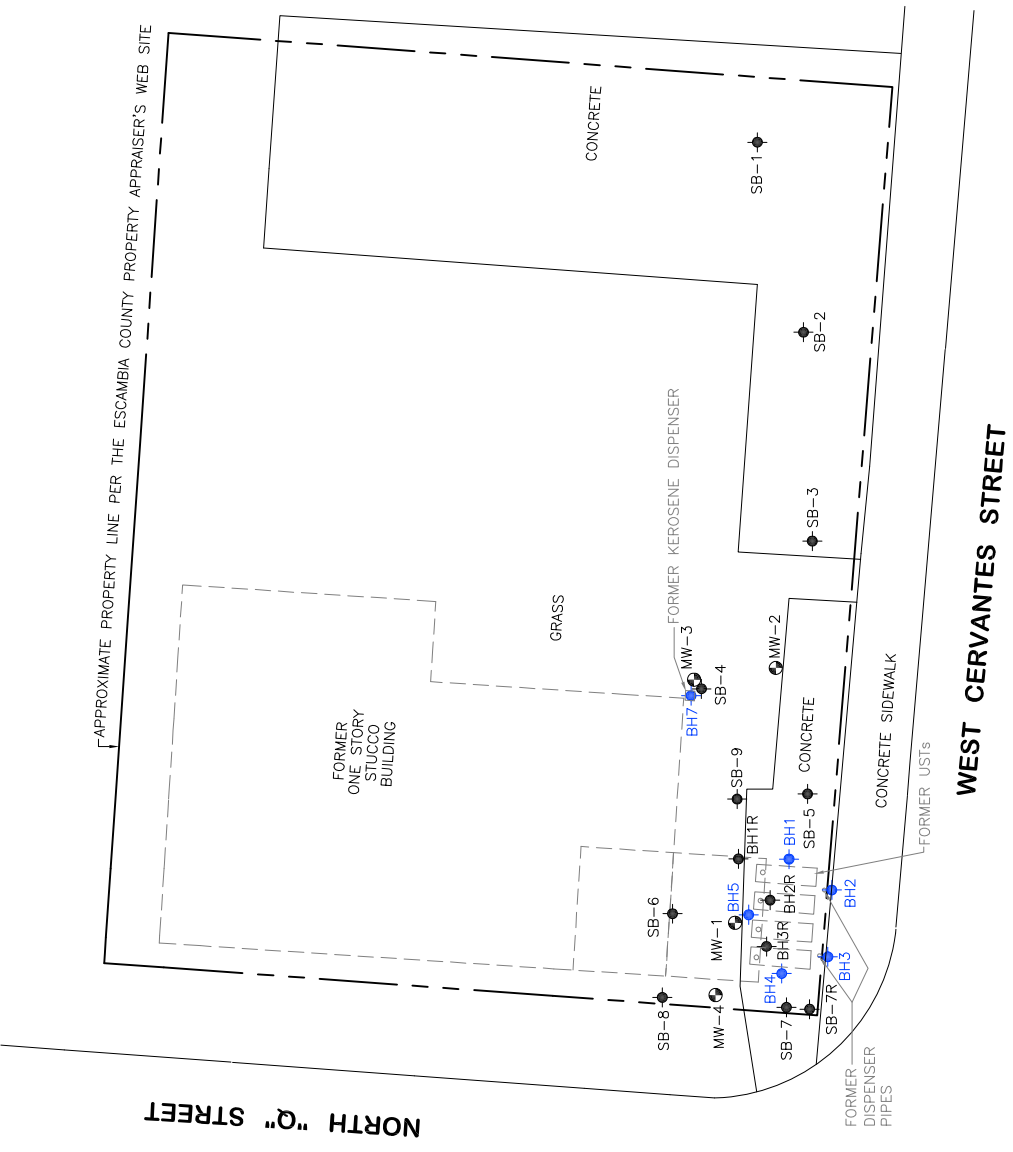 APPROXIMATE PROPERTY LINE PER THE ESCAMBIA COUNTY PROPERTY APPRAISER'S WEB SITE
CONCRETE
SB-1
SB-2
SB-3
FORMER KEROSENE DISPENSER
GRASS
MW-3
MW-2
SB-4
BH7
FORMER
ONE STORY
STUCCO
BUILDING
CONCRETE
CONCRETE SIDEWALK
WEST CERVANTES STREET
SB-9
SB-5
FORMER USTs
BH1R
BH1
BH2R
BH2
BH5
SB-6
MW-1
BH3R
BH3
BH4
SB-8
MW-4
SB-7
SB-7R
FORMER
DISPENSER
PIPES
NORTH "Q" STREET